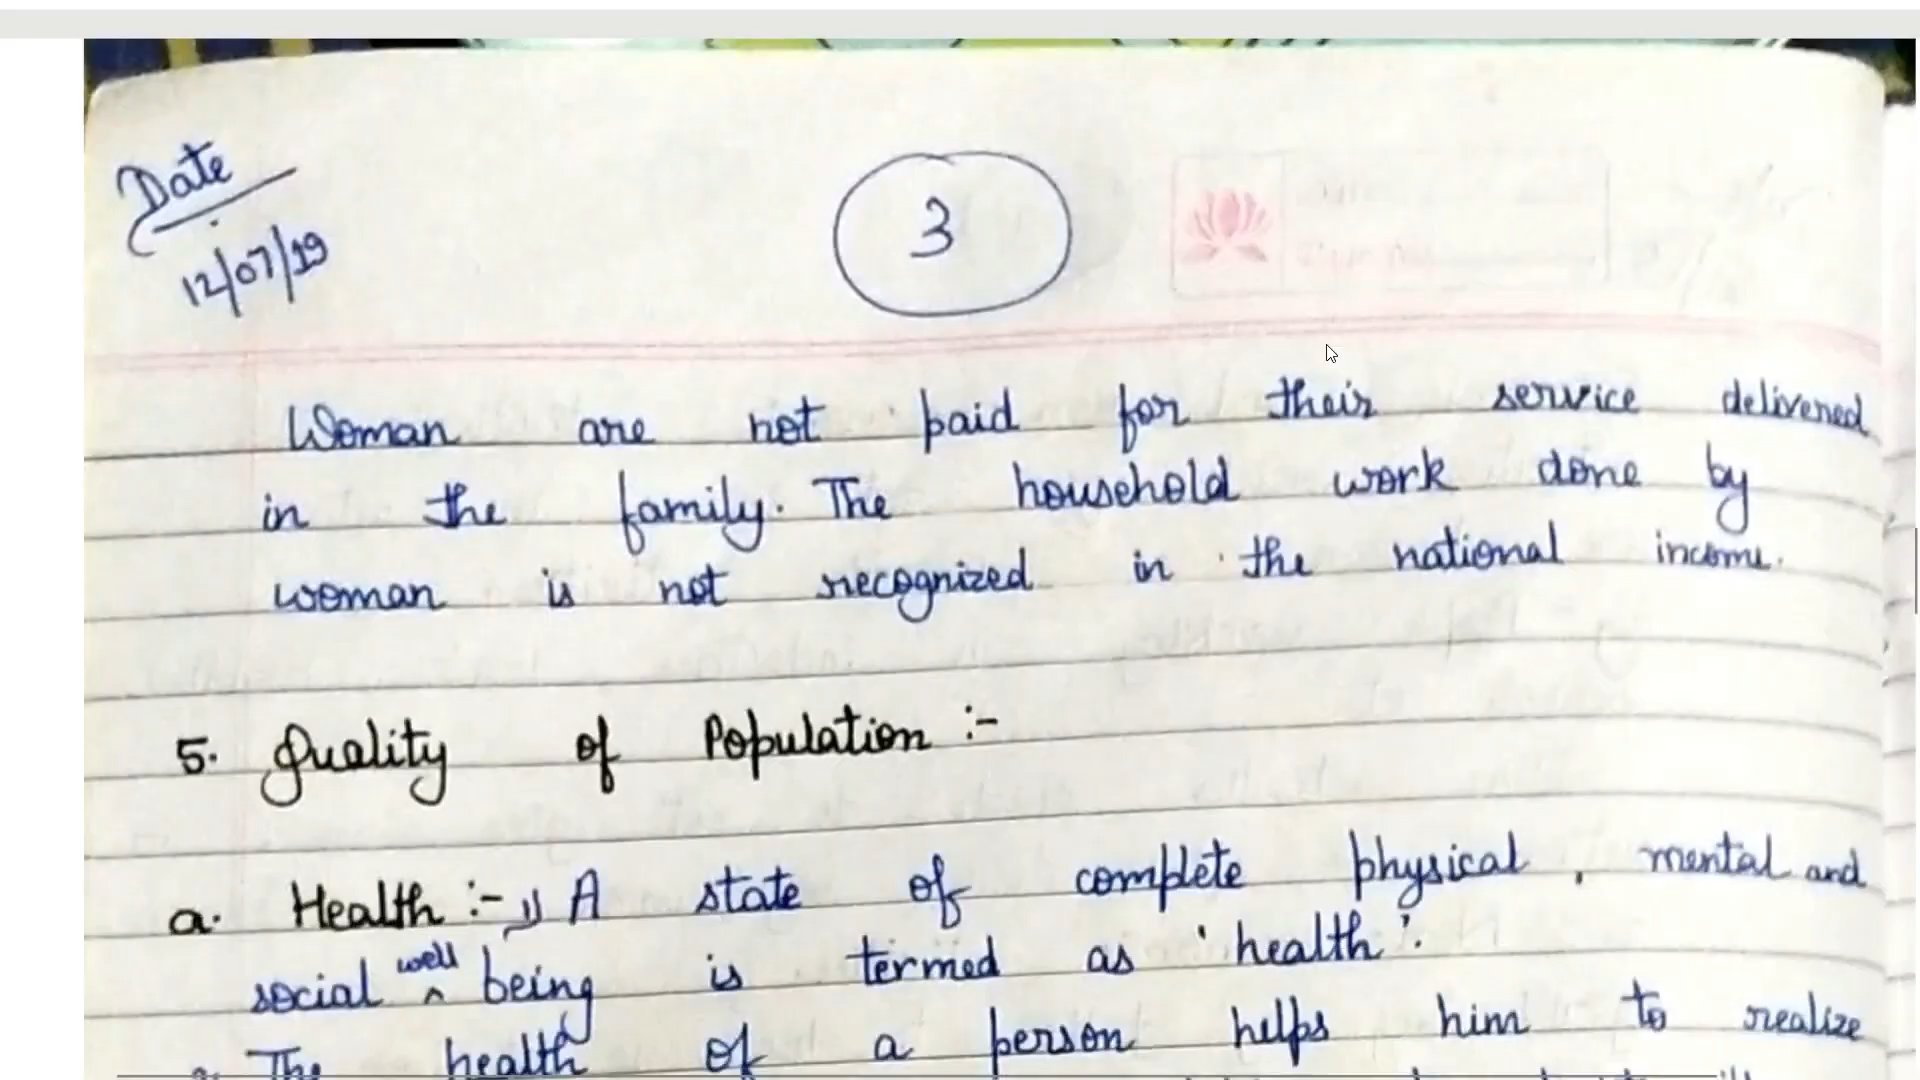 Date
12/07/19
3
Woman are not paid for their service delivered
in the family. The household work done by
woman is not recognized in the national income.
5. Quality of Population :-
a. Health :- 1) A state of complete physical, mental and
social well being is termed as 'health'.
2. The health of a person helps him to realize